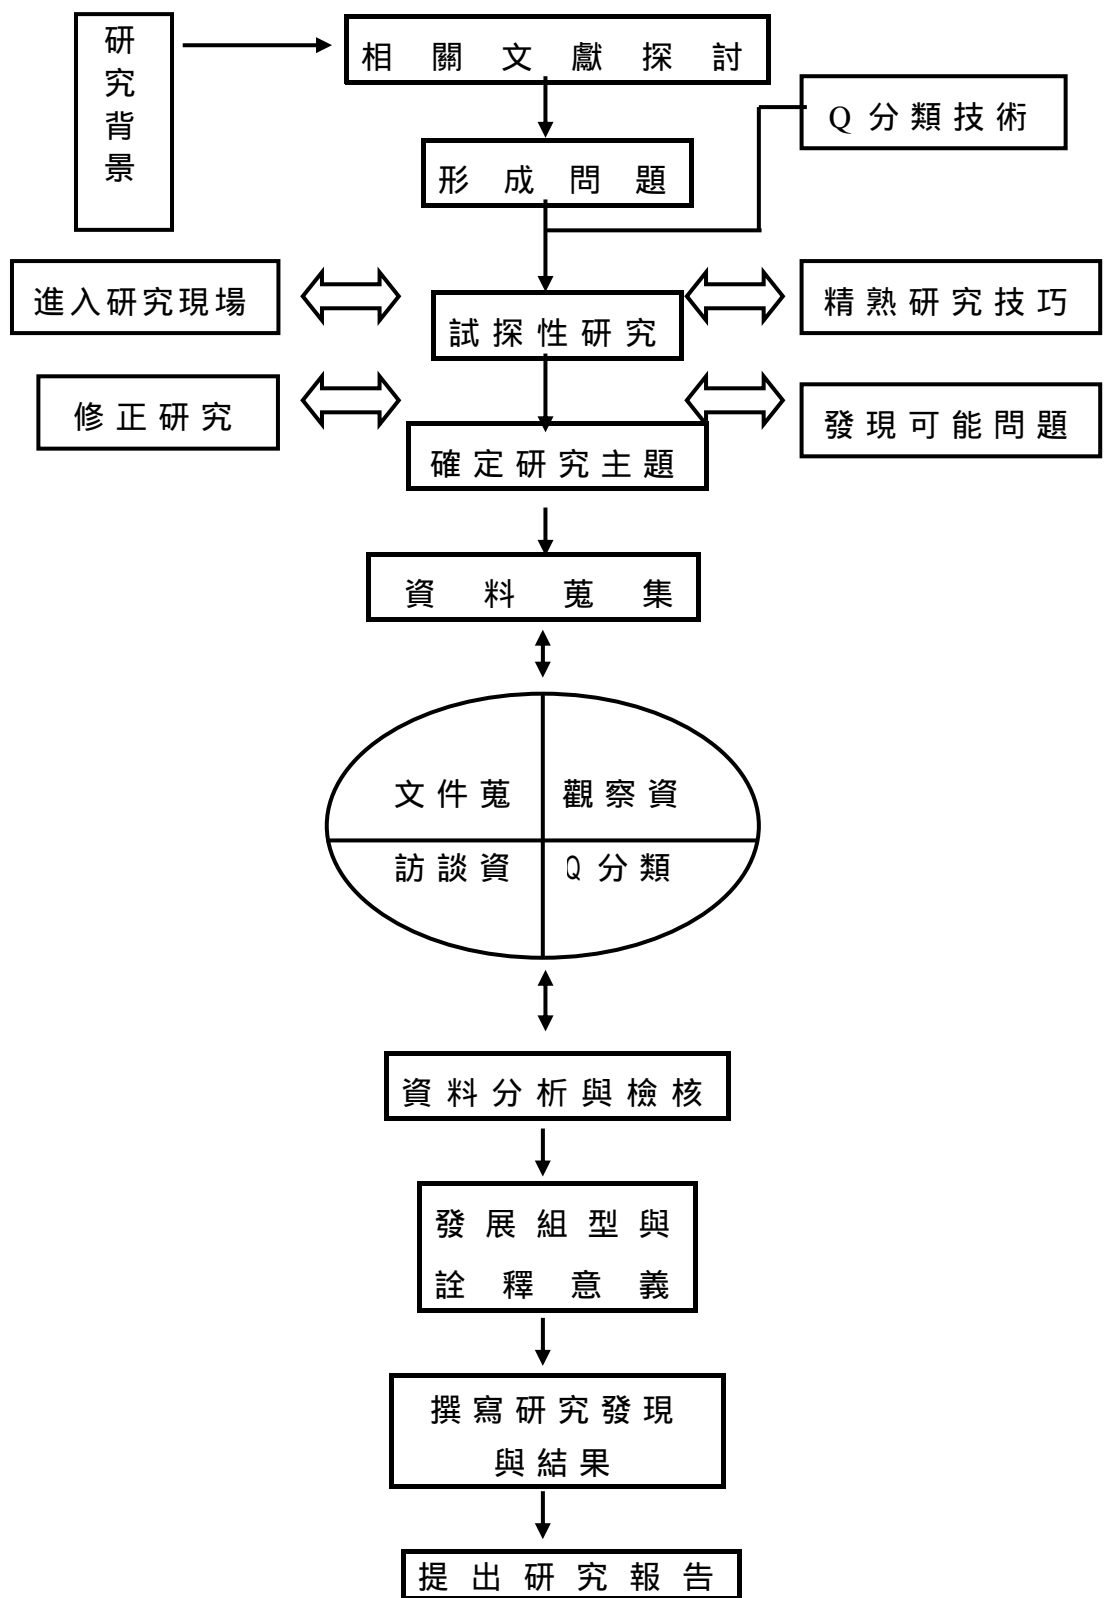 研究背景
相關文獻探討
Q 分類技術
形成問題
進入研究現場
試探性研究
精熟研究技巧
修正研究
發現可能問題
確定研究主題
資料蒐集
文件蒐
觀察資
訪談資
Q 分類
資料分析與檢核
發展組型與
詮釋意義
撰寫研究發現
與結果
提出研究報告